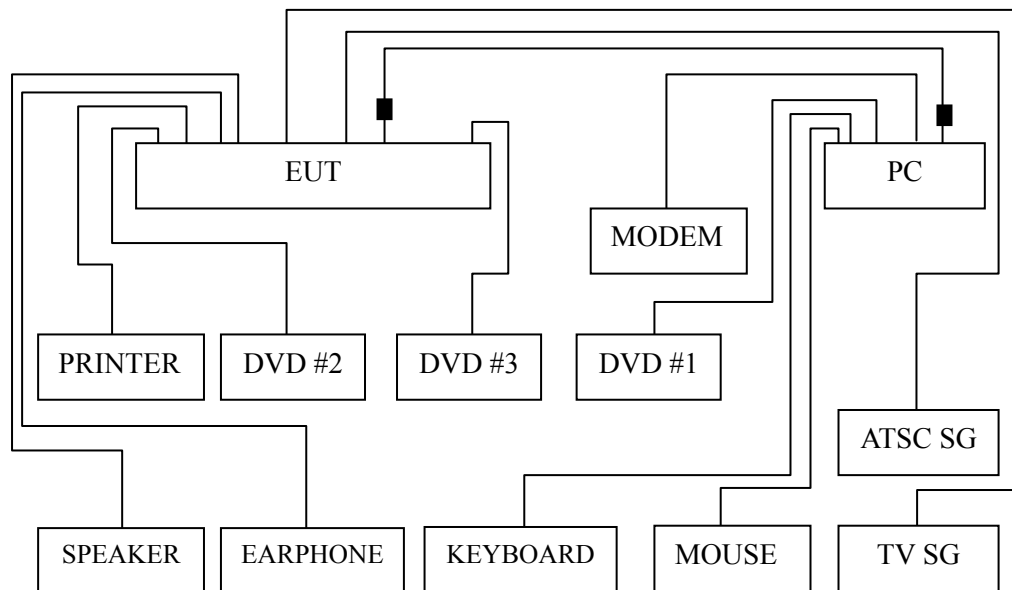 EUT
PC
MODEM
PRINTER
DVD #2
DVD #3
DVD #1
ATSC SG
SPEAKER
EARPHONE
KEYBOARD
MOUSE
TV SG